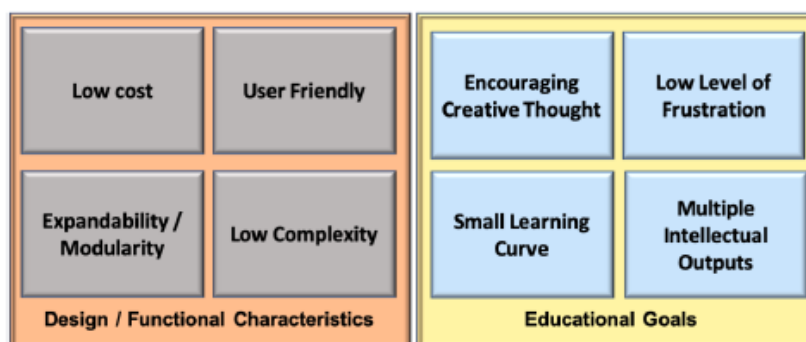 Low cost
User Friendly
Expandability /
Modularity
Low Complexity
Design / Functional Characteristics
Encouraging
Creative Thought
Low Level of
Frustration
Small Learning
Curve
Multiple
Intellectual
Outputs
Educational Goals